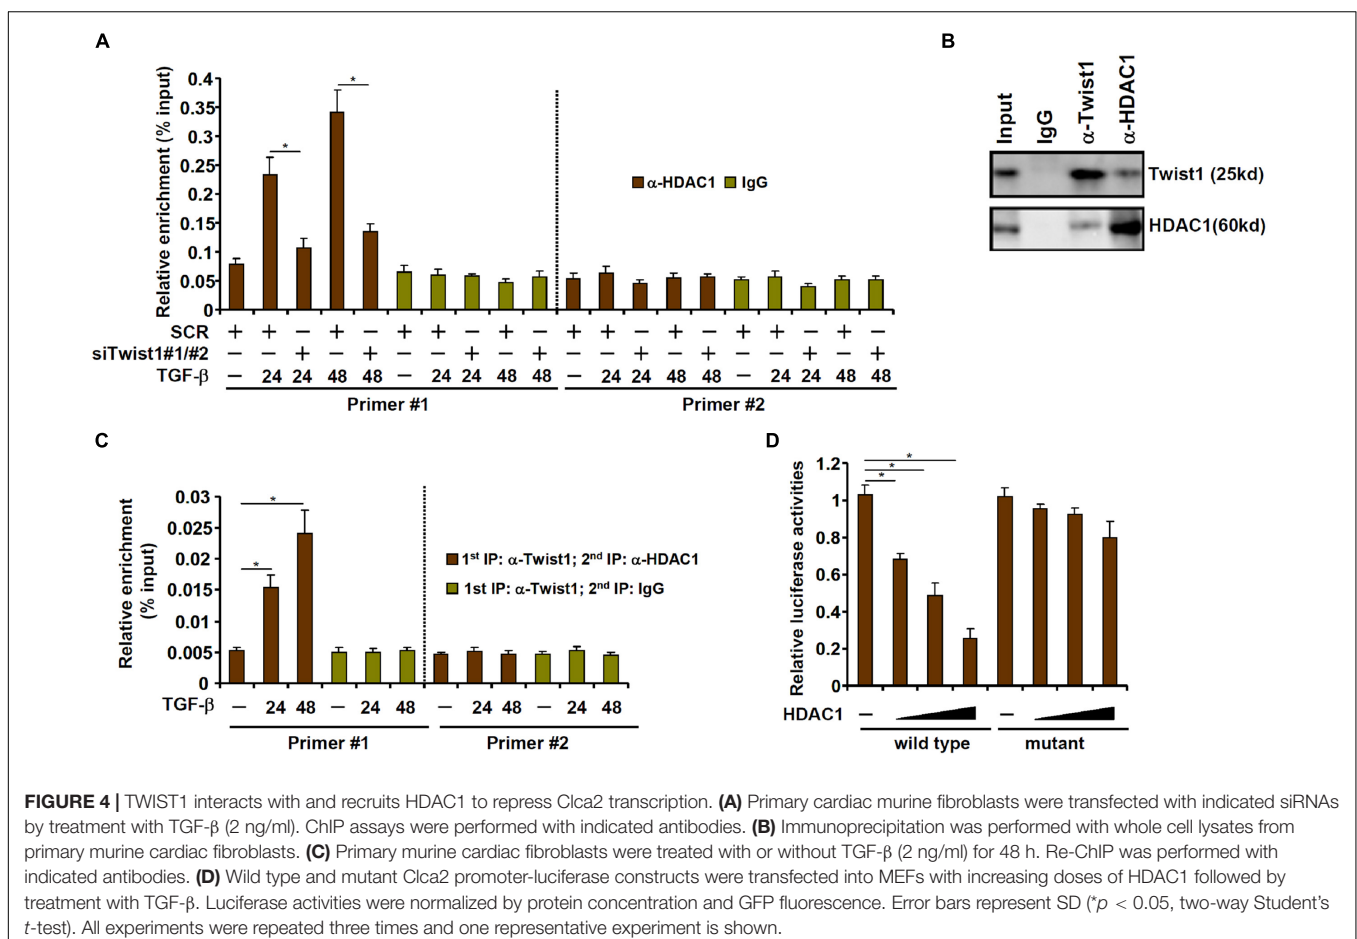 A
Relative enrichment (% input)
0.4
0.35
0.3
0.25
0.2
0.15
0.1
0.05
0
*
*
α-HDAC1 IgG
SCR + + − + − + + − + − + + − + − + + − + −
siTwist1#1/#2 − − + − + − − + − + − − + − + − − + − +
TGF-β − 24 24 48 48 − 24 24 48 48 − 24 24 48 48 − 24 24 48 48
Primer #1 Primer #2
B
Input IgG α-Twist1 α-HDAC1
Twist1 (25kd)
HDAC1(60kd)
C
Relative enrichment
(% input)
0.03
0.025
0.02
0.015
0.01
0.005
0
*
*
1st IP: α-Twist1; 2nd IP: α-HDAC1
1st IP: α-Twist1; 2nd IP: IgG
TGF-β − 24 48 − 24 48 − 24 48 − 24 48
Primer #1 Primer #2
D
Relative luciferase activities
1.2
1
0.8
0.6
0.4
0.2
0
*
*
*
HDAC1 − −
wild type mutant
FIGURE 4 | TWIST1 interacts with and recruits HDAC1 to repress Clca2 transcription. (A) Primary cardiac murine fibroblasts were transfected with indicated siRNAs
by treatment with TGF-β (2 ng/ml). ChIP assays were performed with indicated antibodies. (B) Immunoprecipitation was performed with whole cell lysates from
primary murine cardiac fibroblasts. (C) Primary murine cardiac fibroblasts were treated with or without TGF-β (2 ng/ml) for 48 h. Re-ChIP was performed with
indicated antibodies. (D) Wild type and mutant Clca2 promoter-luciferase constructs were transfected into MEFs with increasing doses of HDAC1 followed by
treatment with TGF-β. Luciferase activities were normalized by protein concentration and GFP fluorescence. Error bars represent SD (*p < 0.05, two-way Student's
t-test). All experiments were repeated three times and one representative experiment is shown.